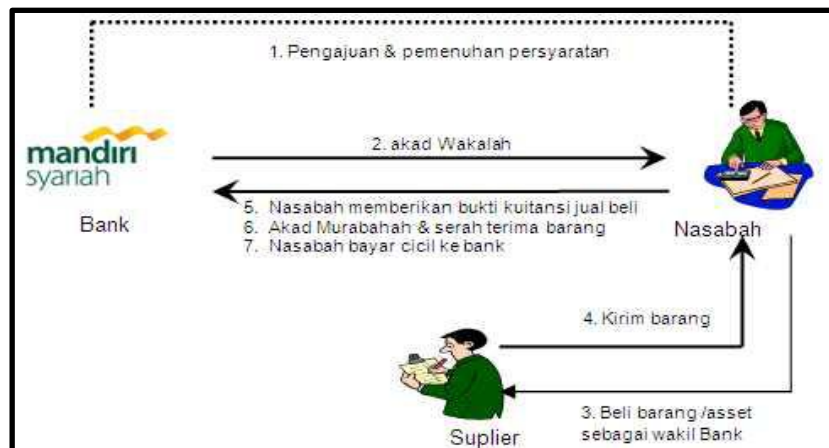 1. Pengajuan & pemenuhan persyaratan
mandiri
syariah
Bank
2. akad Wakalah
5. Nasabah memberikan bukti kuitansi jual beli
6 Akad Murabahah & serah terima barang
7. Nasabah bayar cicil ke bank
Nasabah
4. Kirim barang
3. Beli barang /asset
sebagai wakil Bank
Suplier